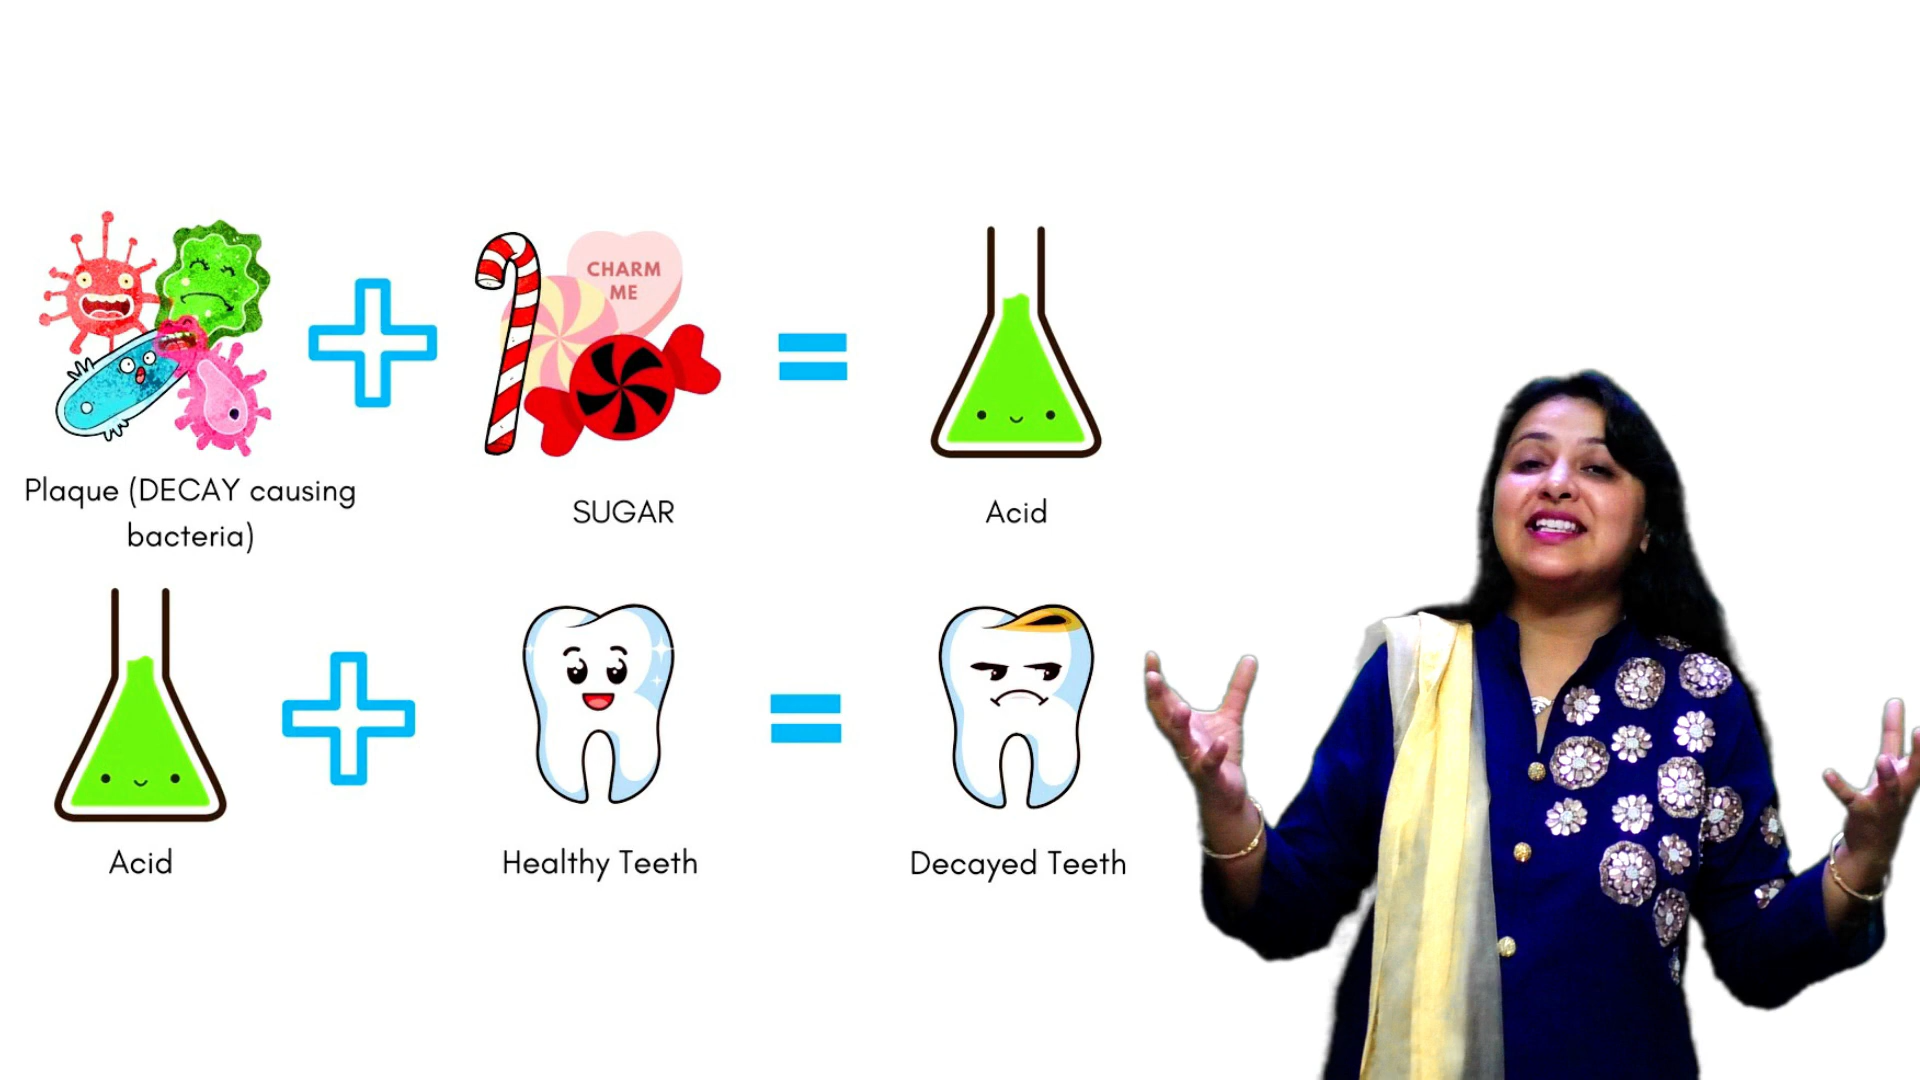 CHARM
ME
Plaque (DECAY causing
bacteria)
SUGAR
Acid
Acid
Healthy Teeth
Decayed Teeth